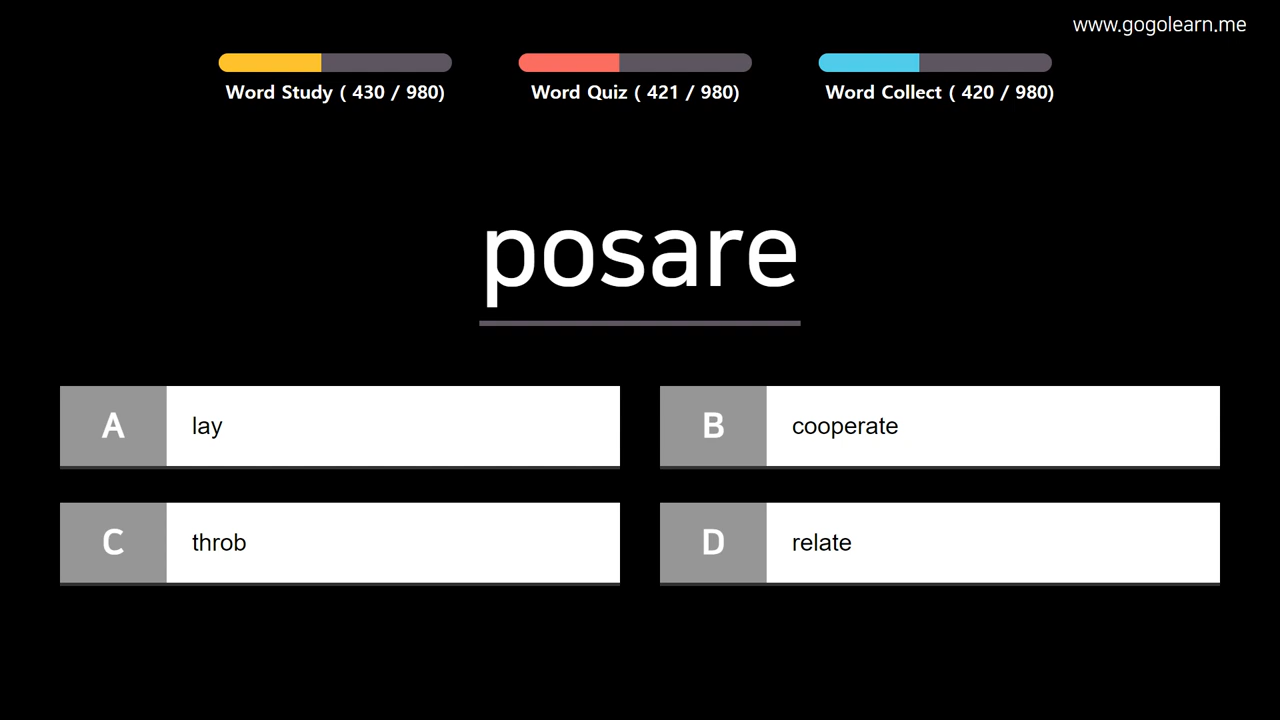 www.gogolearn.me
Word Study ( 430 / 980)
Word Quiz ( 421 / 980)
Word Collect ( 420 / 980)
posare
A lay
B cooperate
C throb
D relate